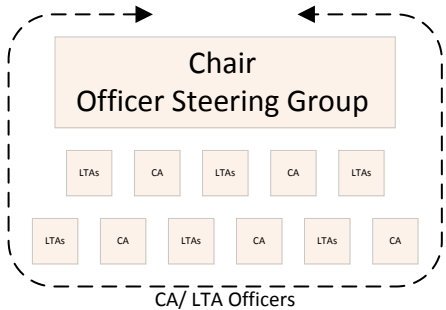 Chair
Officer Steering Group
LTAs CA LTAs CA LTAs
LTAs CA LTAs CA LTAs CA
CA/ LTA Officers